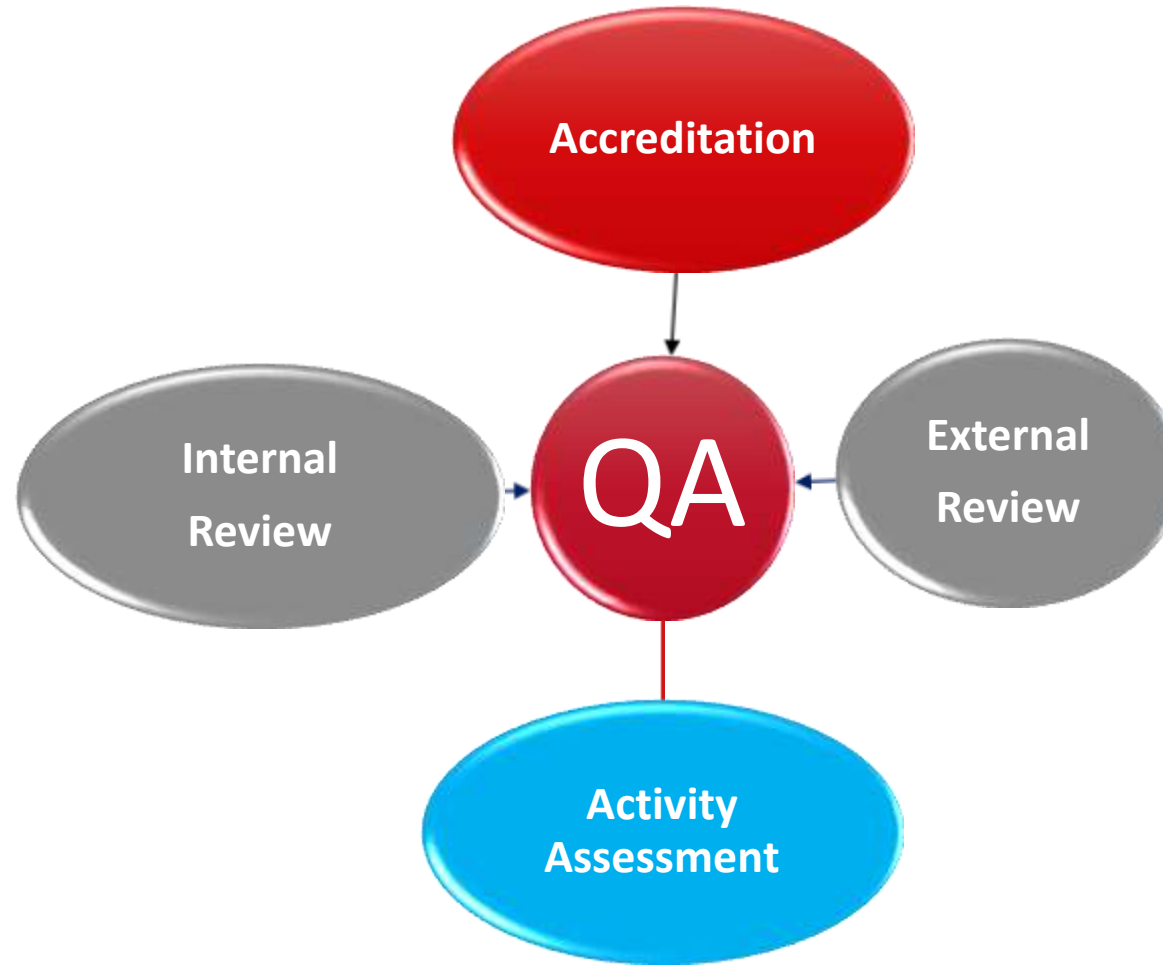 Accreditation
Internal
Review
QA
External
Review
Activity
Assessment